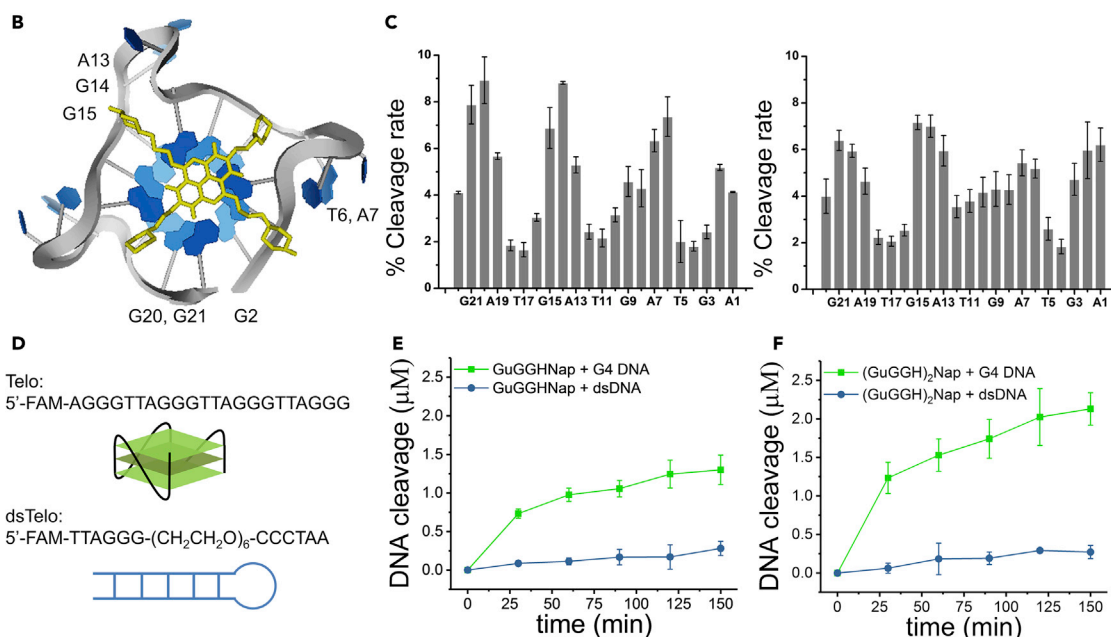 B
A13
G14
G15
T6, A7
G20, G21 G2
C
% Cleavage rate
10
8
6
4
2
0
G21 A19 T17 G15 A13 T11 G9 A7 T5 G3 A1
% Cleavage rate
10
8
6
4
2
0
G21 A19 T17 G15 A13 T11 G9 A7 T5 G3 A1
D
Telo:
5'-FAM-AGGGTTAGGGTTAGGGTTAGGG
dsTelo:
5'-FAM-TTAGGG-(CH₂CH₂O)₆-CCCTAA
E
GuGGHNap + G4 DNA
GuGGHNap + dsDNA
DNA cleavage (μM)
2.5
2.0
1.5
1.0
0.5
0.0
0 25 50 75 100 125 150
time (min)
F
(GuGGH)₂Nap + G4 DNA
(GuGGH)₂Nap + dsDNA
DNA cleavage (μM)
2.5
2.0
1.5
1.0
0.5
0.0
0 25 50 75 100 125 150
time (min)